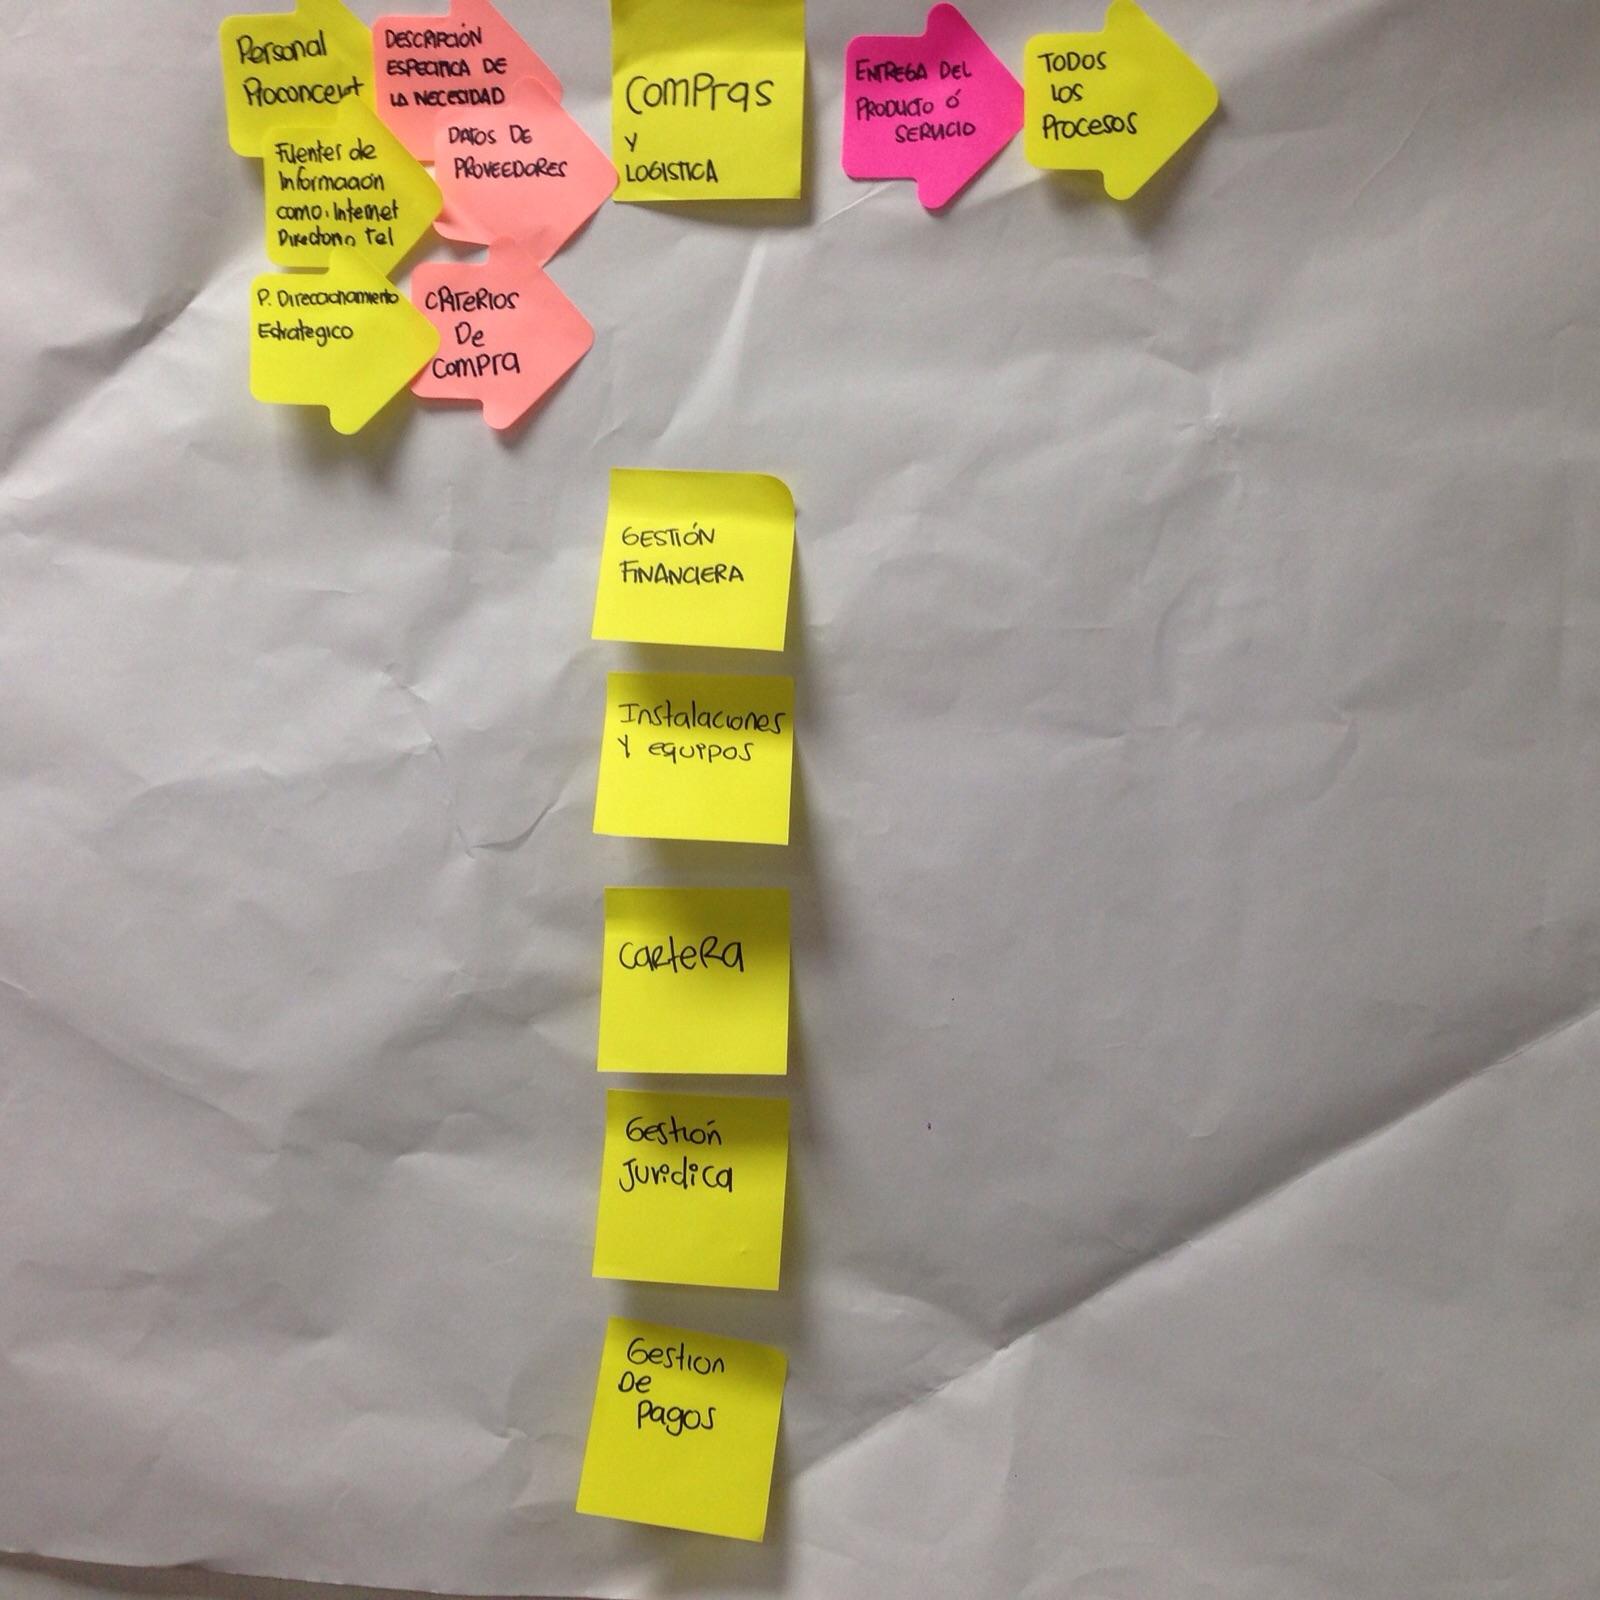 Personal
Proconcept
DESCRIPCIÓN
ESPECIFICA DE
LA NECESIDAD
Fuentes de
Información
como: Internet
Directorio Tel
DATOS DE
PROVEEDORES
P. Direccionamiento
Estrategico
CRITERIOS
De
Compra
Compras
Y
LOGISTICA
ENTREGA DEL
PRODUCTO Ó
SERVICIO
TODOS
LOS
Procesos
GESTIÓN
FINANCIERA
Instalaciones
Y equipos
Cartera
Gestión
Juridica
Gestion
De
Pagos